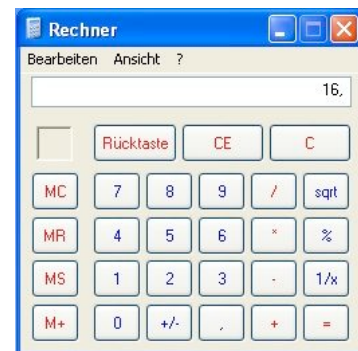 Rechner
Bearbeiten Ansicht ?
16,
Rücktaste CE C
MC 7 8 9 / sqrt
MR 4 5 6 * %
MS 1 2 3 - 1/x
M+ 0 +/- , + =